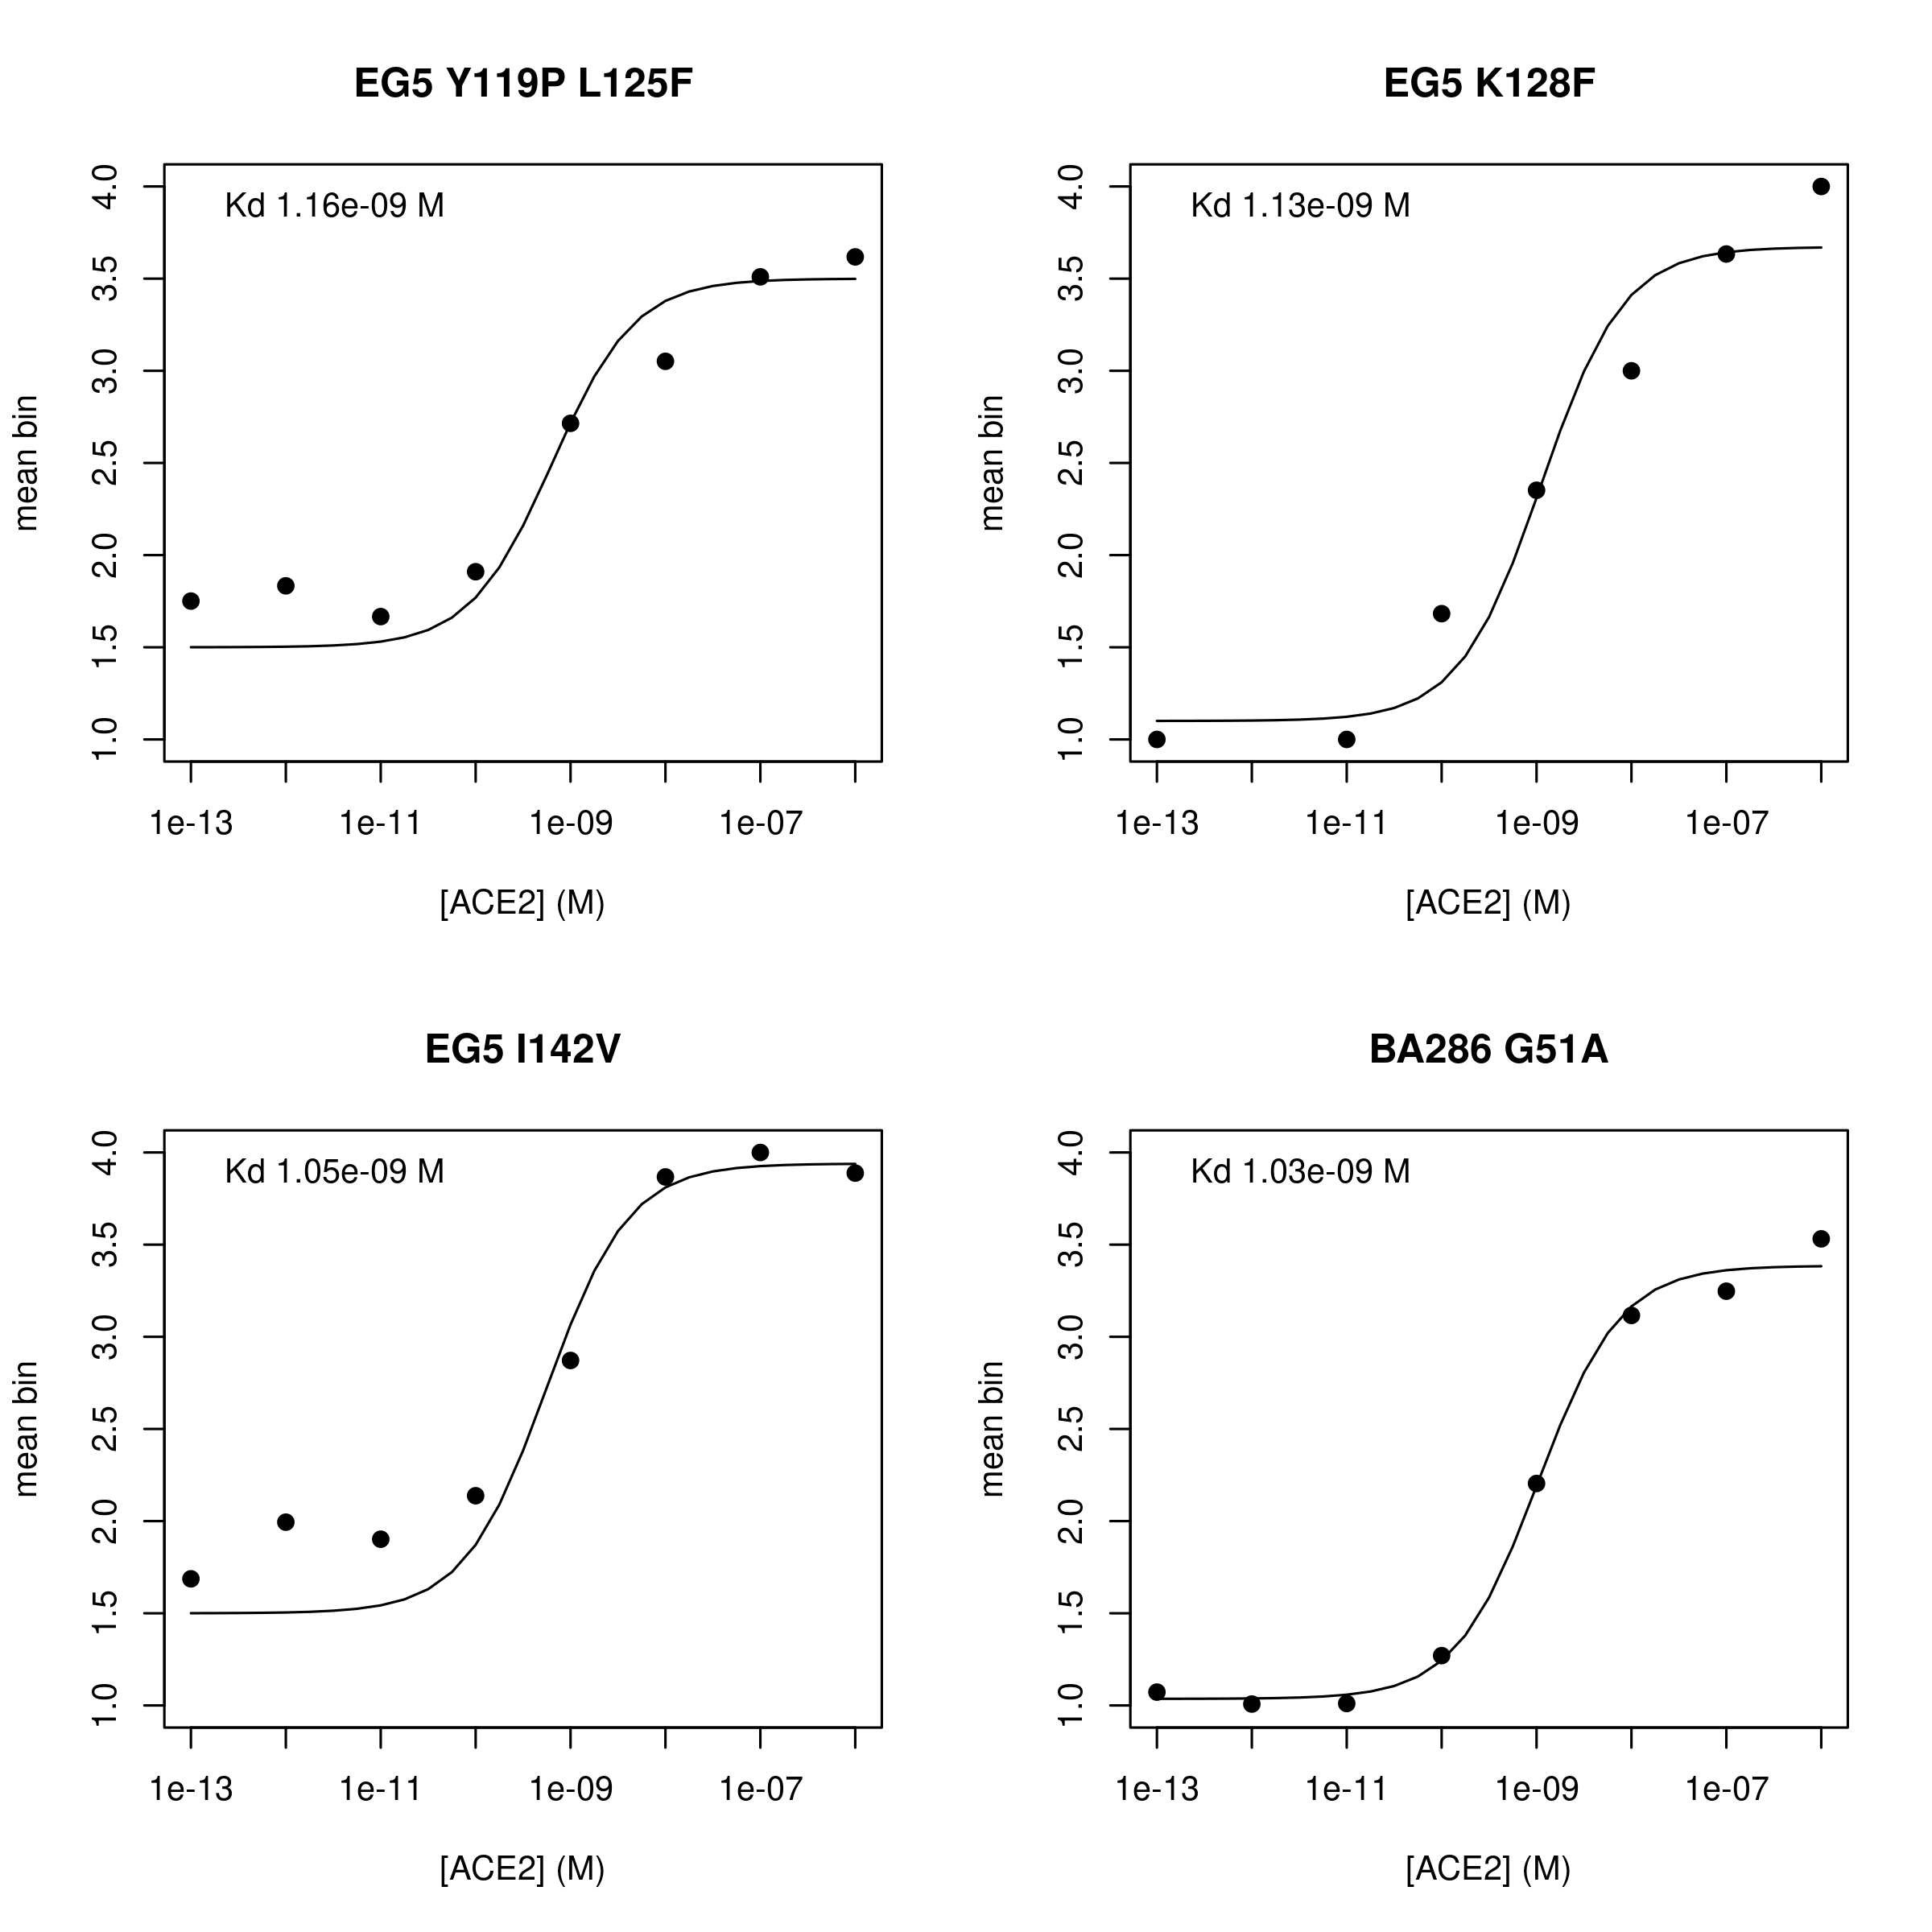 EG5 Y119P L125F
Kd 1.16e-09 M
mean bin
4.0
3.5
3.0
2.5
2.0
1.5
1.0
1e-13 1e-11 1e-09 1e-07
[ACE2] (M)
EG5 K128F
Kd 1.13e-09 M
mean bin
4.0
3.5
3.0
2.5
2.0
1.5
1.0
1e-13 1e-11 1e-09 1e-07
[ACE2] (M)
EG5 I142V
Kd 1.05e-09 M
mean bin
4.0
3.5
3.0
2.5
2.0
1.5
1.0
1e-13 1e-11 1e-09 1e-07
[ACE2] (M)
BA286 G51A
Kd 1.03e-09 M
mean bin
4.0
3.5
3.0
2.5
2.0
1.5
1.0
1e-13 1e-11 1e-09 1e-07
[ACE2] (M)